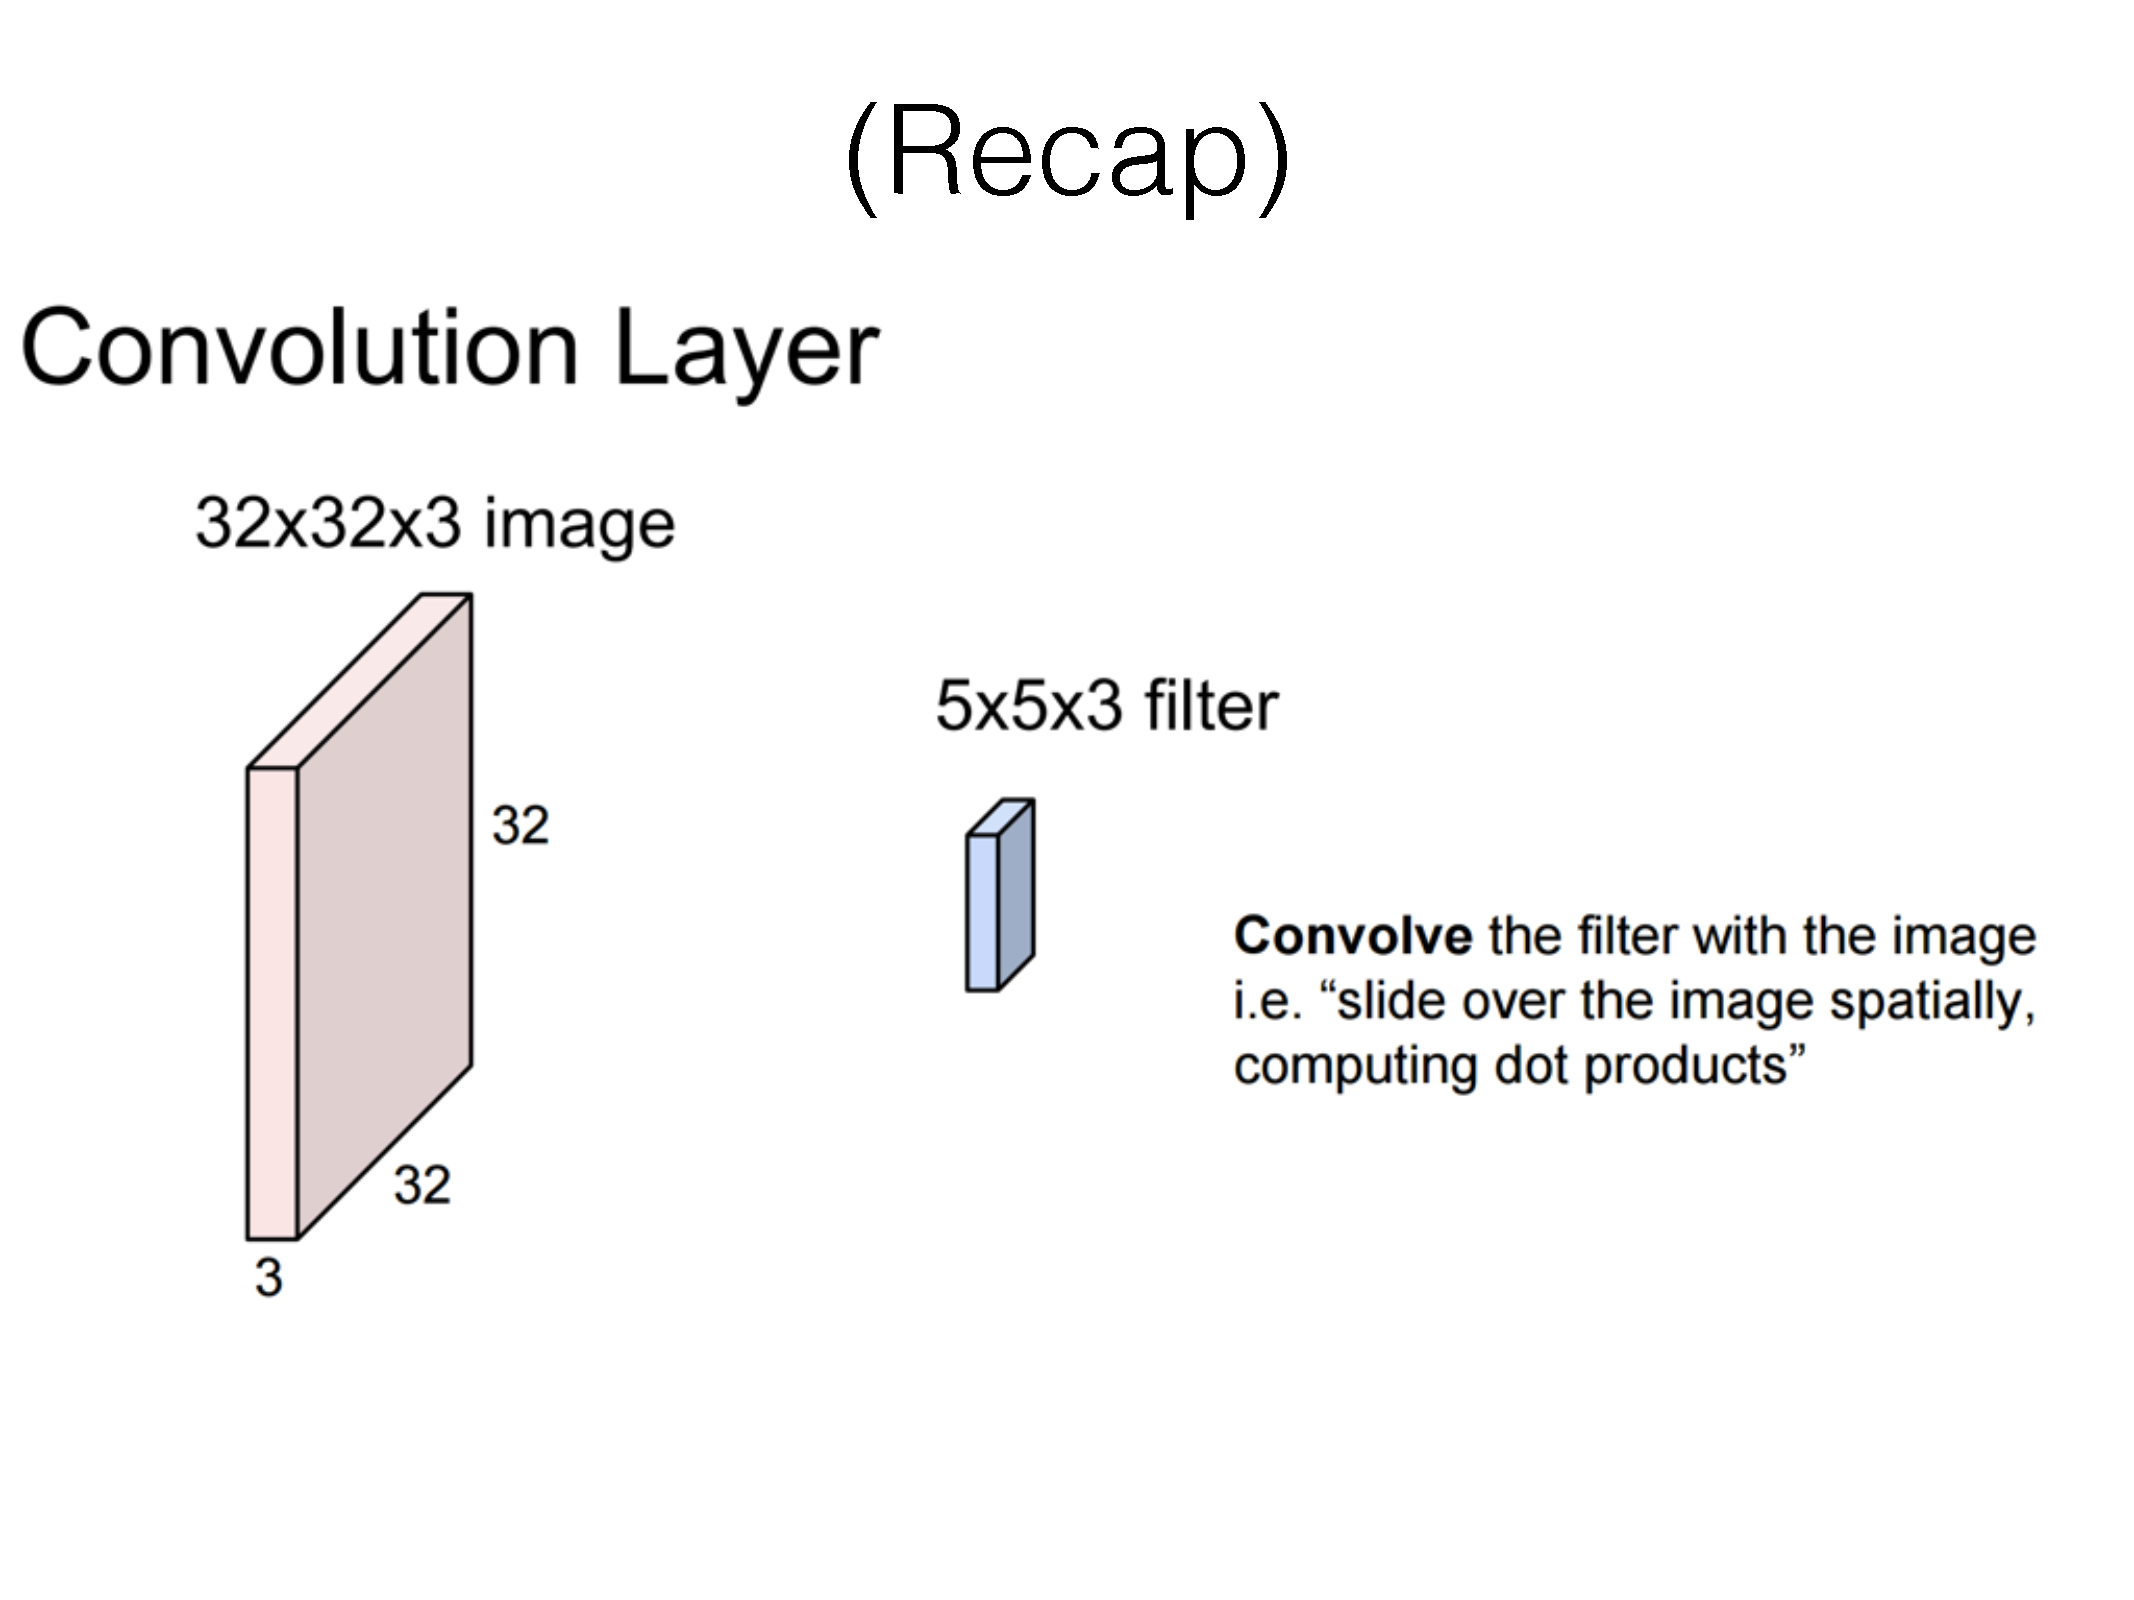 (Recap)
Convolution Layer
32x32x3 image
32
32
3
5x5x3 filter
Convolve the filter with the image
i.e. “slide over the image spatially,
computing dot products”